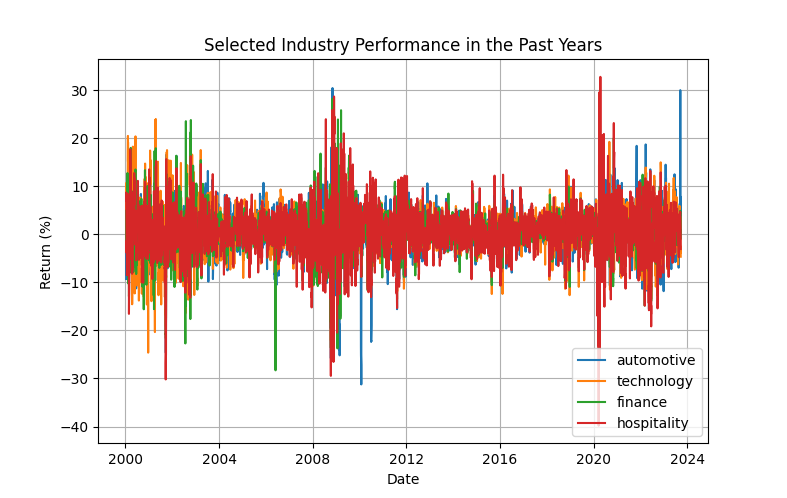 Selected Industry Performance in the Past Years
Return (%)
30
20
10
0
−10
−20
−30
−40
automotive
technology
finance
hospitality
2000
2004
2008
2012
2016
2020
2024
Date